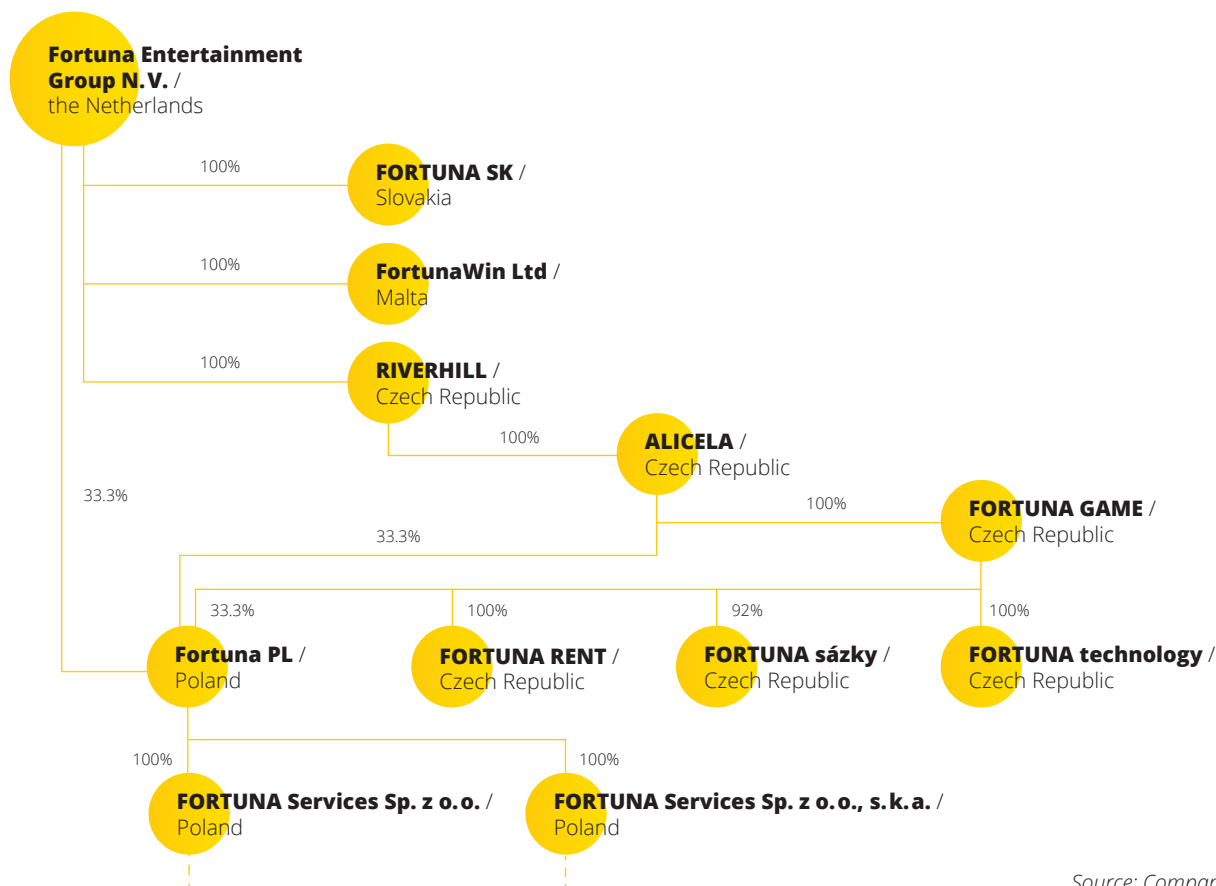 Fortuna Entertainment
Group N.V. /
the Netherlands
100%
FORTUNA SK /
Slovakia
100%
FortunaWin Ltd /
Malta
100%
RIVERHILL /
Czech Republic
100%
ALICELA /
Czech Republic
33.3%
100%
FORTUNA GAME /
Czech Republic
33.3%
33.3%
100%
92%
100%
Fortuna PL /
Poland
FORTUNA RENT /
Czech Republic
FORTUNA sázky /
Czech Republic
FORTUNA technology /
Czech Republic
100%
100%
FORTUNA Services Sp. z o.o. /
Poland
FORTUNA Services Sp. z o.o., s.k.a. /
Poland
Source: